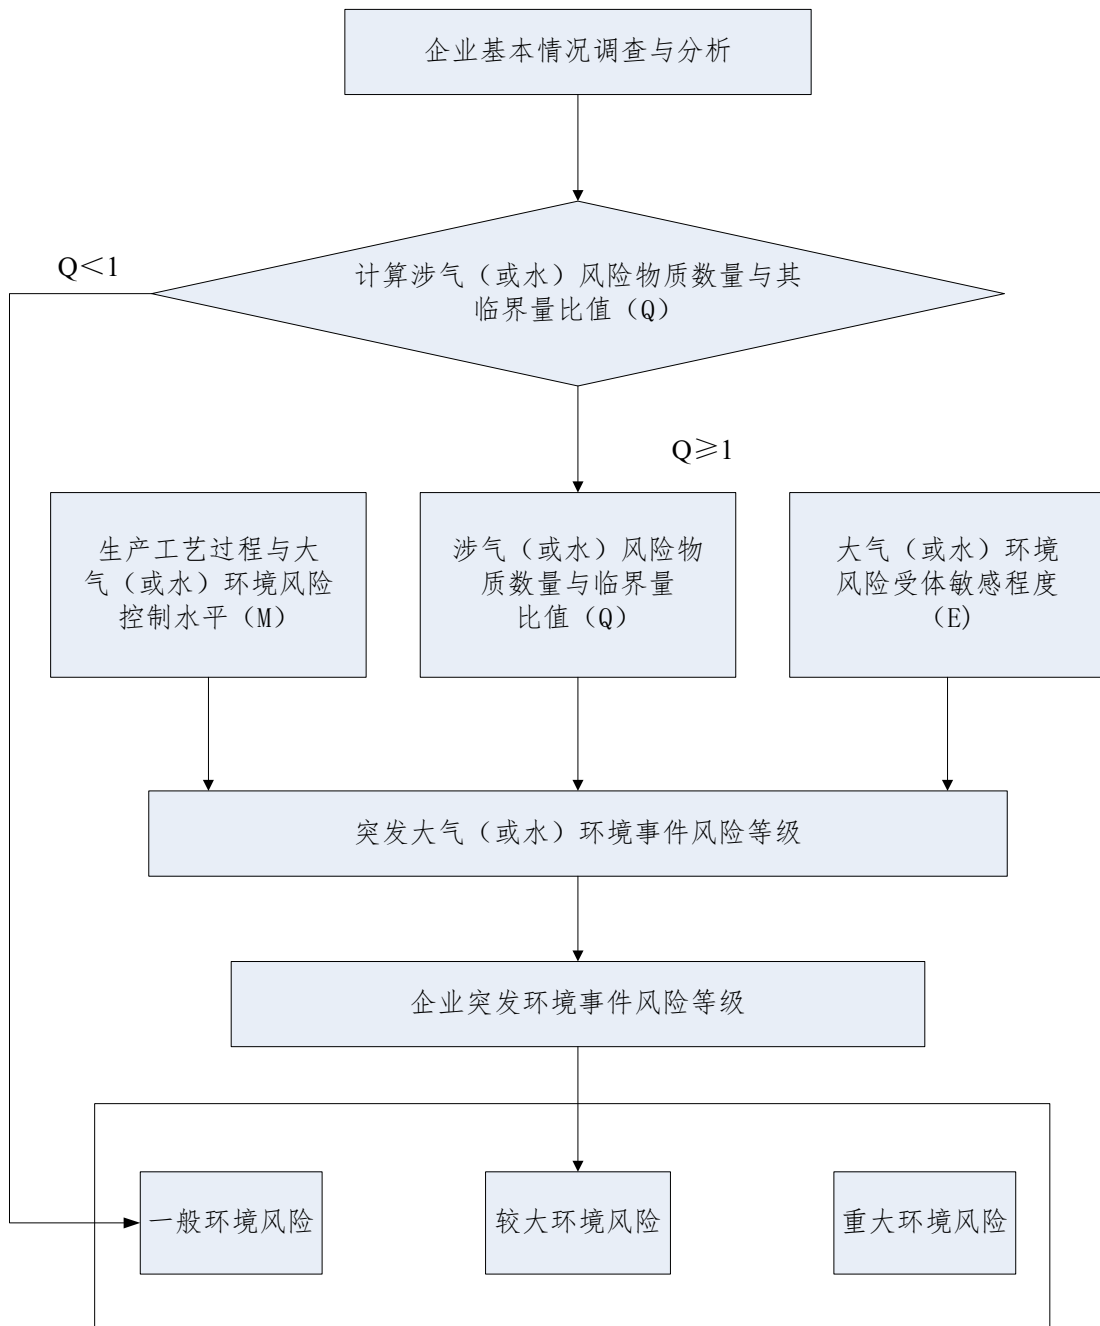 企业基本情况调查与分析
Q＜1
计算涉气（或水）风险物质数量与其
临界量比值（Q）
Q≥1
生产工艺过程与大
气（或水）环境风险
控制水平（M）
涉气（或水）风险物
质数量与临界量
比值（Q）
大气（或水）环境
风险受体敏感程度
（E)
突发大气（或水）环境事件风险等级
企业突发环境事件风险等级
一般环境风险
较大环境风险
重大环境风险